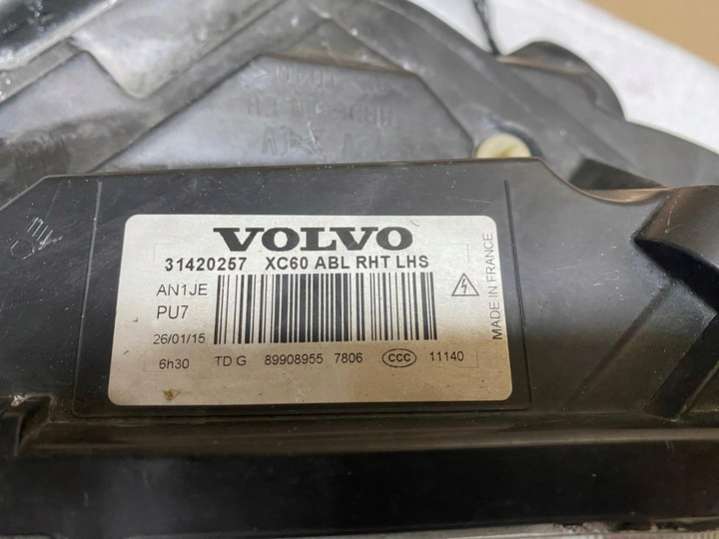 VOLVO
31420257 XC60 ABL RHT LHS
AN1JE
PU7
26/01/15
6h30 TD G 89908955 7806 CCC 11140
MADE IN FRANCE